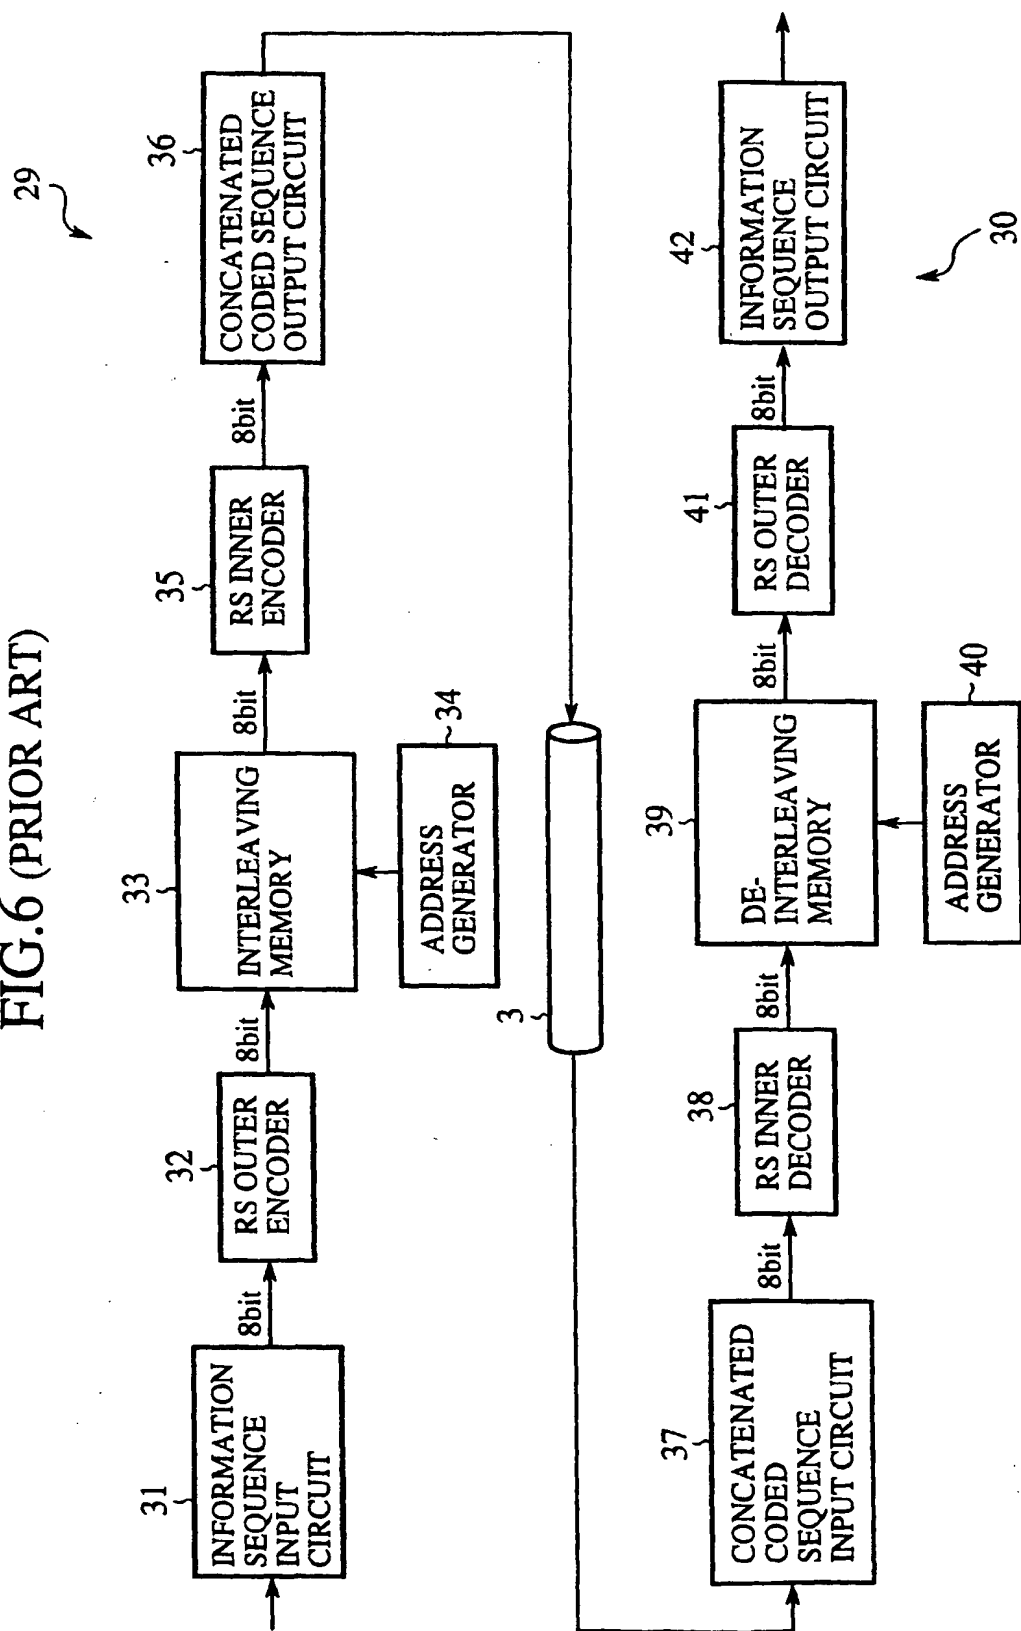 FIG.6 (PRIOR ART)
29
31
INFORMATION
SEQUENCE
INPUT
CIRCUIT
8bit
32
RS OUTER
ENCODER
8bit
33
INTERLEAVING
MEMORY
34
ADDRESS
GENERATOR
8bit
35
RS INNER
ENCODER
8bit
36
CONCATENATED
CODED SEQUENCE
OUTPUT CIRCUIT
3
37
CONCATENATED
CODED
SEQUENCE
INPUT CIRCUIT
8bit
38
RS INNER
DECODER
8bit
39
DE-
INTERLEAVING
MEMORY
40
ADDRESS
GENERATOR
8bit
41
RS OUTER
DECODER
8bit
42
INFORMATION
SEQUENCE
OUTPUT CIRCUIT
30